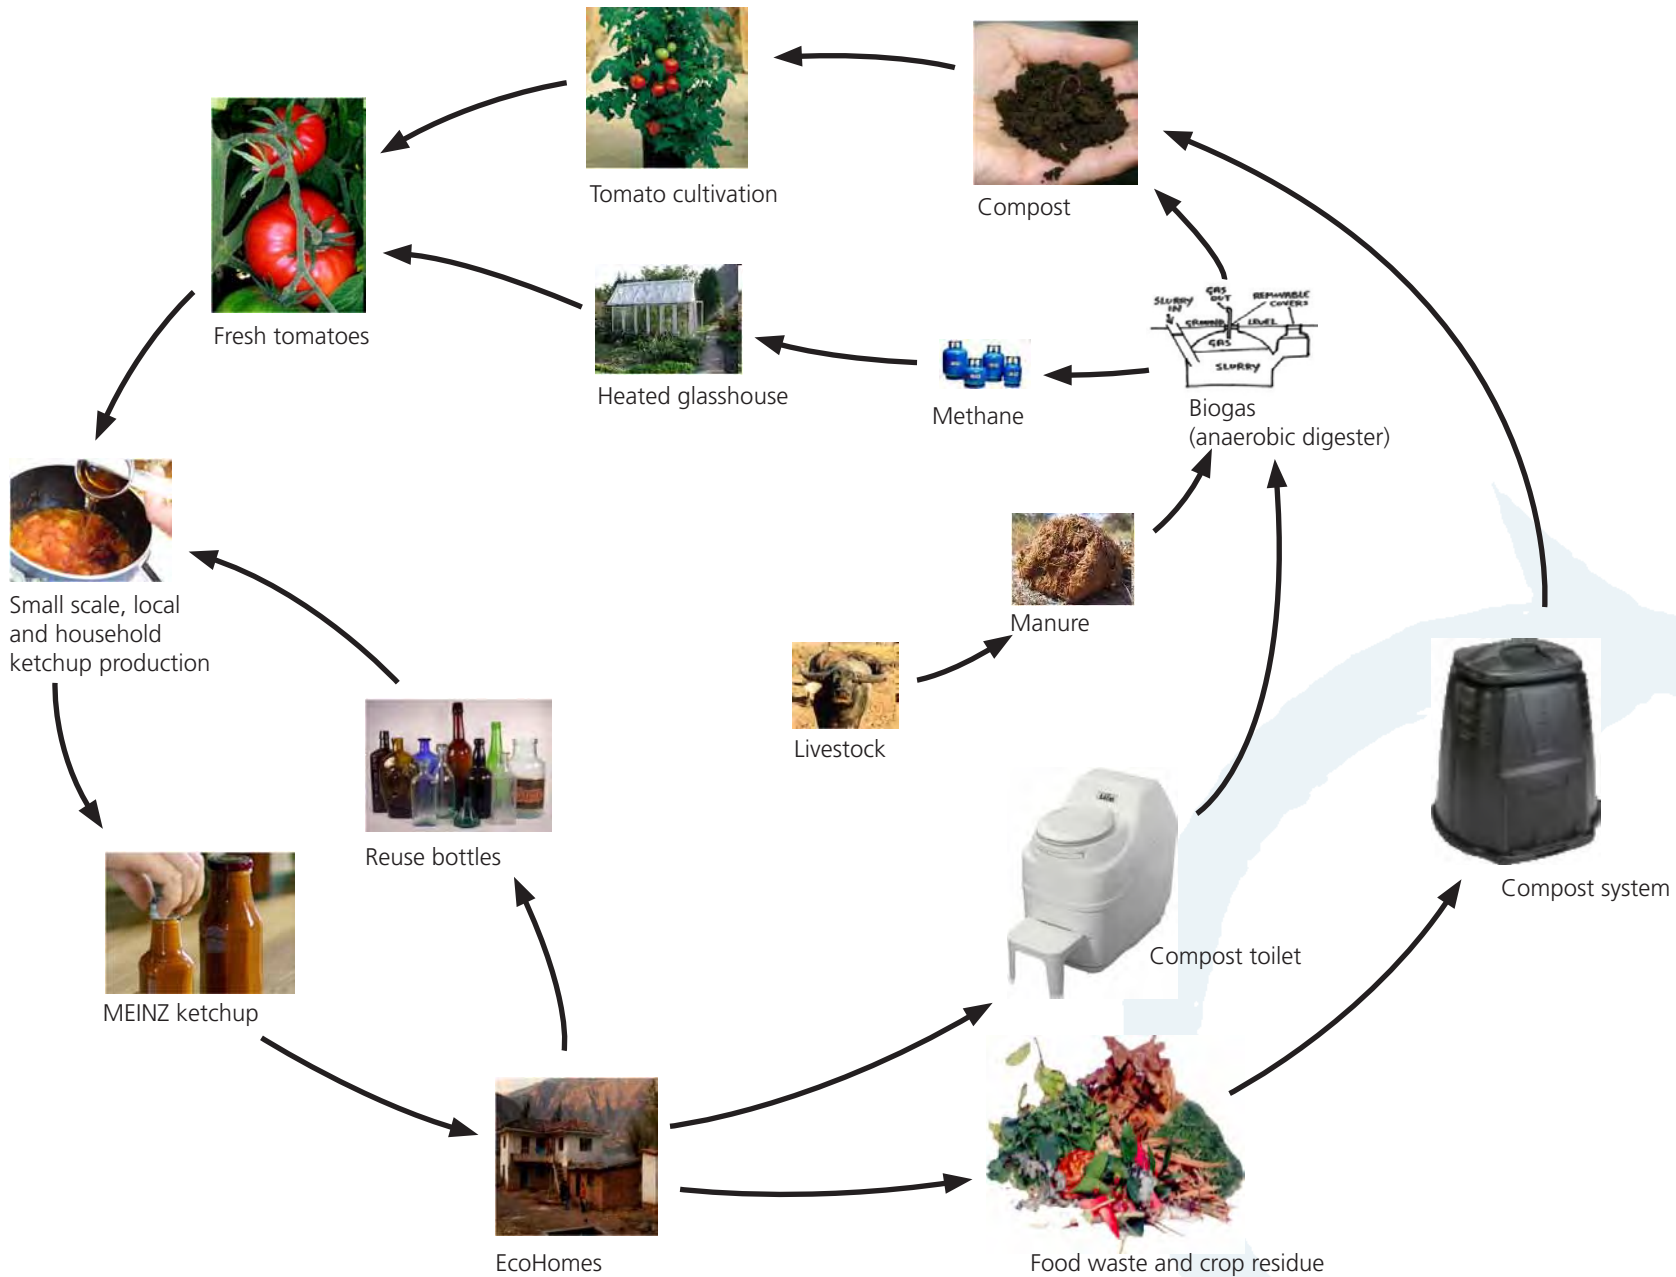 Tomato cultivation
Compost
Fresh tomatoes
Heated glasshouse
Methane
SLURRY
IN
GAS
OUT
REMOVABLE
COVERS
GROUND
LEVEL
GAS
SLURRY
Biogas
(anaerobic digester)
Small scale, local
and household
ketchup production
Manure
Livestock
Reuse bottles
Compost system
Compost toilet
MEINZ ketchup
EcoHomes
Food waste and crop residue